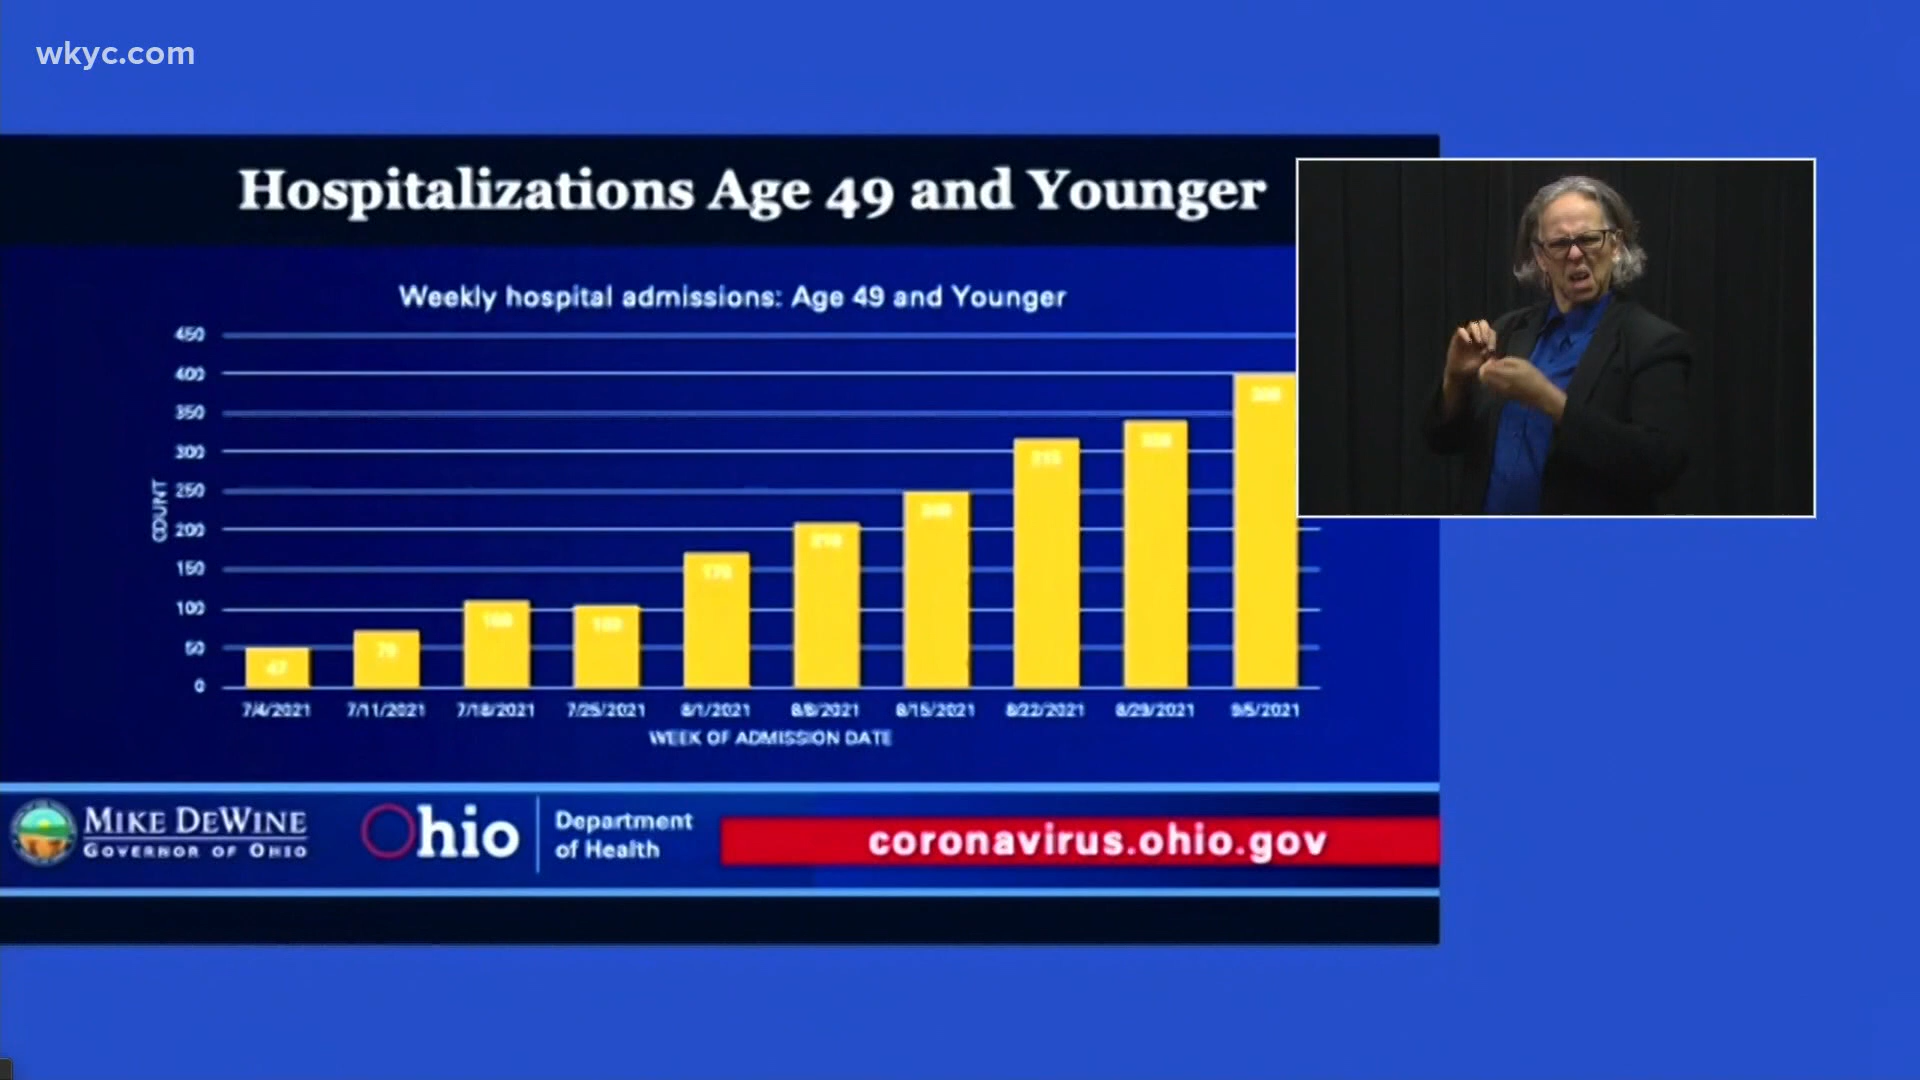 wkyc.com
Hospitalizations Age 49 and Younger
Weekly hospital admissions: Age 49 and Younger
450
400
350
300
250
200
150
100
50
0
COUNT
47
7/4/2021 7/11/2021 7/18/2021 7/25/2021 8/1/2021 8/8/2021 8/15/2021 8/22/2021 8/29/2021 9/5/2021
WEEK OF ADMISSION DATE
MIKE DEWINE
GOVERNOR OF OHIO
Ohio
Department
of Health
coronavirus.ohio.gov